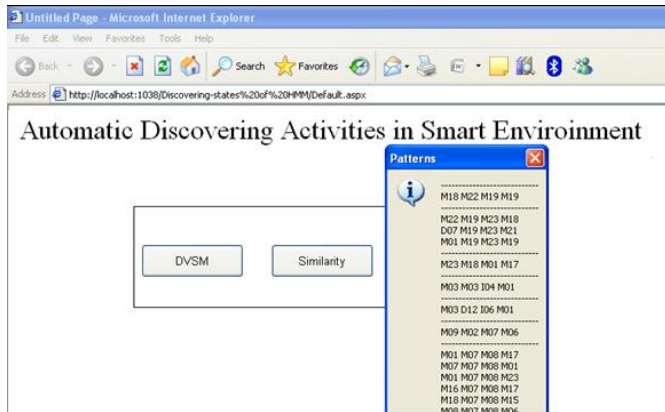 Untitled Page - Microsoft Internet Explorer
File Edit View Favorites Tools Help
Back Search Favorites
Address http://localhost:1038/Discovering-states%20of%20HMM/Default.aspx
Automatic Discovering Activities in Smart Enviroinment
Patterns
DVSM Similarity
--------------------------
M18 M22 M19 M19
--------------------------
M22 M19 M23 M18
D07 M19 M23 M21
M01 M19 M23 M19
--------------------------
M23 M18 M01 M17
--------------------------
M03 M03 I04 M01
--------------------------
M03 D12 I06 M01
--------------------------
M09 M02 M07 M06
--------------------------
M01 M07 M08 M17
M07 M07 M08 M01
M01 M07 M08 M23
M16 M07 M08 M17
M18 M07 M08 M15
M08 M07 M08 M06